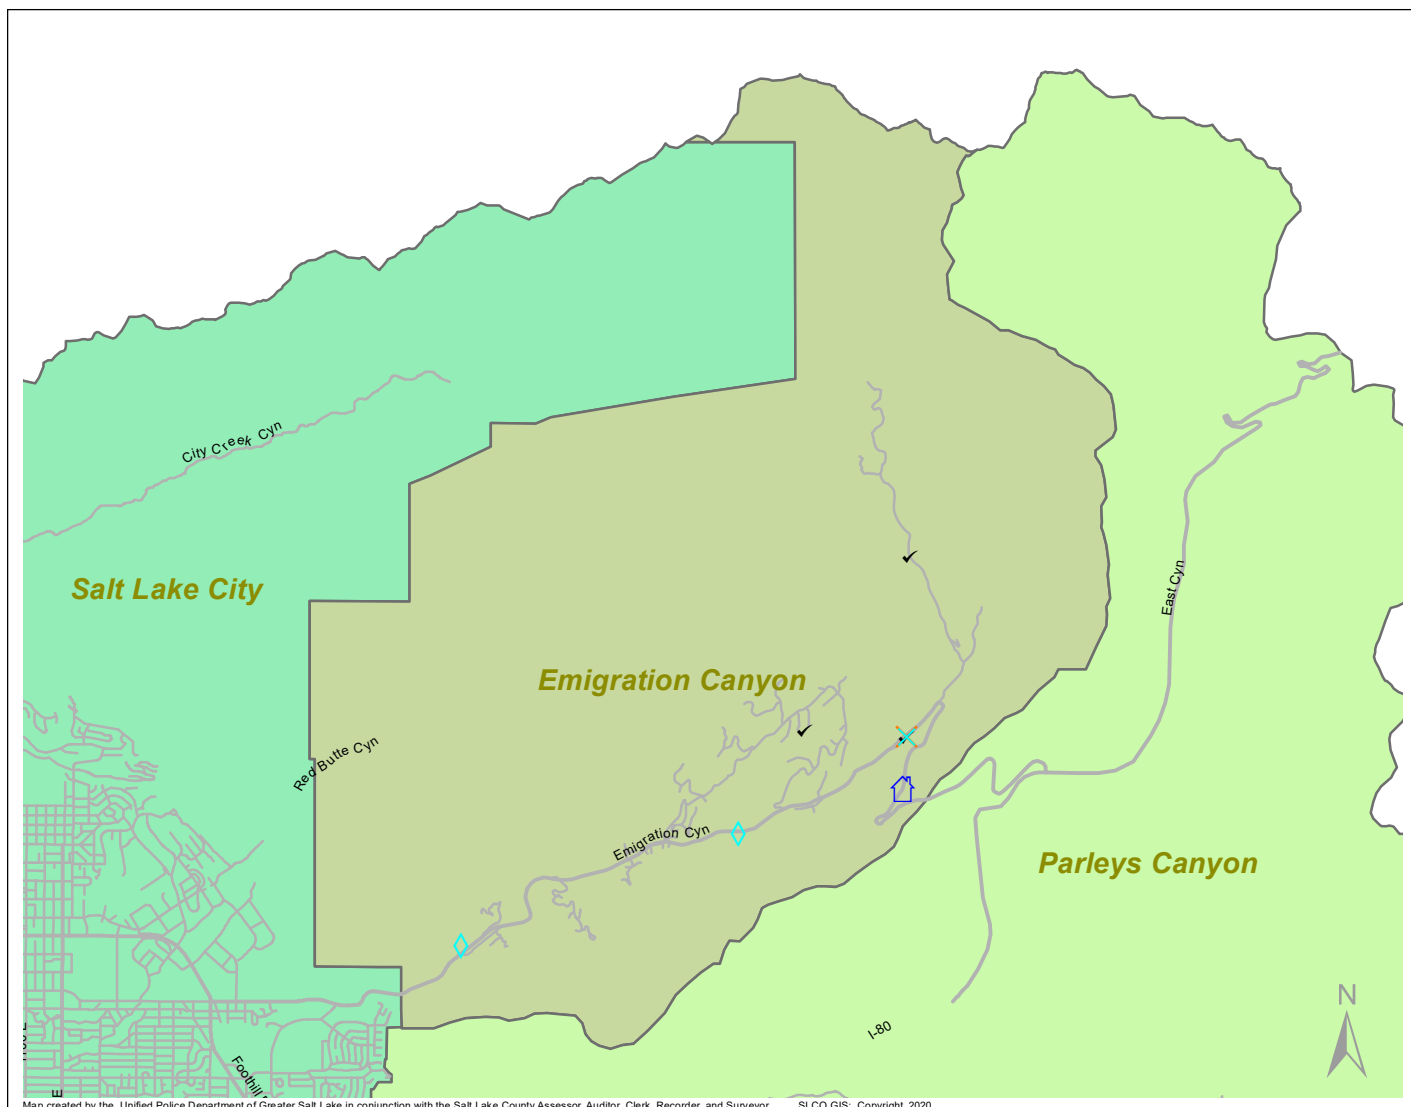 City Creek Cyn
Salt Lake City
East Cyn
Emigration Canyon
Red Butte Cyn
Emigration Cyn
Parleys Canyon
N
I-80
Foothill
E
Map created by the Unified Police Department of Greater Salt Lake in conjunction with the Salt Lake County Assessor, Auditor, Clerk, Recorder, and Surveyor. SLCO GIS: Copyright 2020